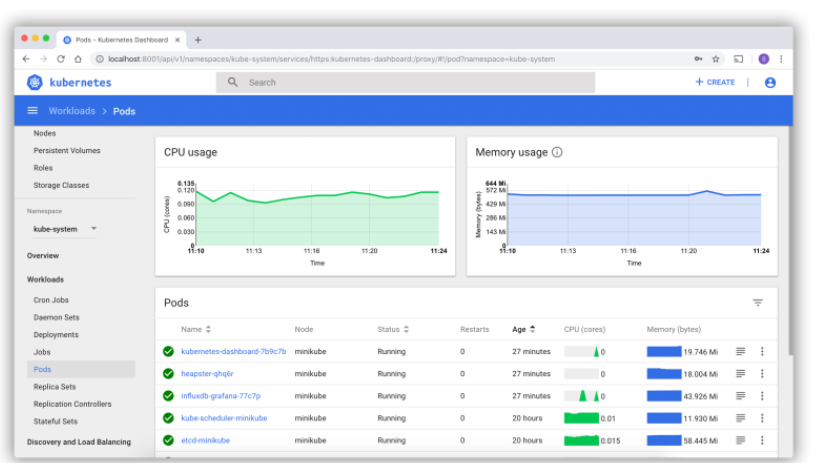 Pods - Kubernetes Dashboard
localhost:8001/api/v1/namespaces/kube-system/services/https:kubernetes-dashboard:/proxy/#!/pod?namespace=kube-system
kubernetes
Search
+ CREATE
Workloads > Pods
Nodes
Persistent Volumes
Roles
Storage Classes
Namespace
kube-system
Overview
Workloads
Cron Jobs
Daemon Sets
Deployments
Jobs
Pods
Replica Sets
Replication Controllers
Stateful Sets
Discovery and Load Balancing
CPU usage
CPU (cores)
0.135
0.120
0.090
0.060
0.030
0
11:10 11:13 11:16 11:20 11:24
Time
Memory usage
Memory (bytes)
644 Mi
572 Mi
429 Mi
286 Mi
143 Mi
0
11:10 11:13 11:16 11:20 11:24
Time
Pods
Name Node Status Restarts Age CPU (cores) Memory (bytes)
kubernetes-dashboard-7b9c7b minikube Running 0 27 minutes 0 19.746 Mi
heapster-qhq6r minikube Running 0 27 minutes 0 18.004 Mi
influxdb-grafana-77c7p minikube Running 0 27 minutes 0 43.926 Mi
kube-scheduler-minikube minikube Running 0 20 hours 0.01 11.930 Mi
etcd-minikube minikube Running 0 20 hours 0.015 58.445 Mi